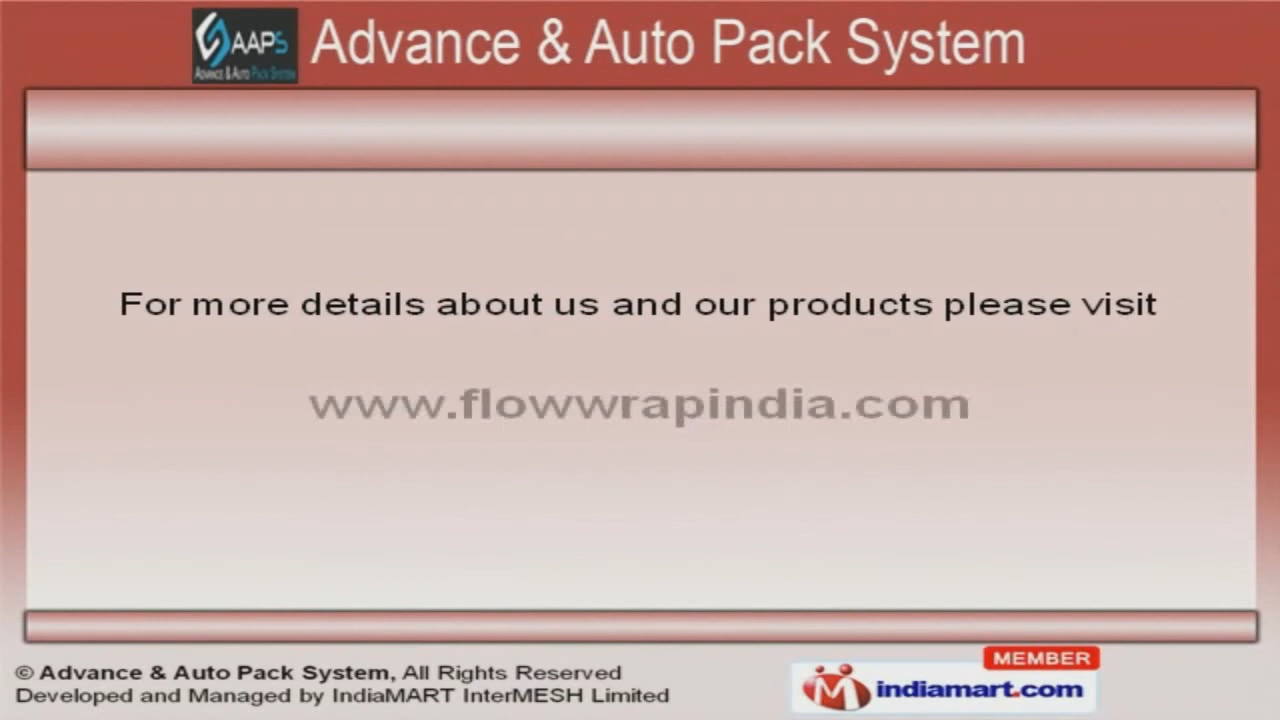 AAPS
Advance & Auto Pack System
Advance & Auto Pack System
For more details about us and our products please visit
www.flowwrapindia.com
© Advance & Auto Pack System, All Rights Reserved
Developed and Managed by IndiaMART InterMESH Limited
MEMBER
indiamart.com